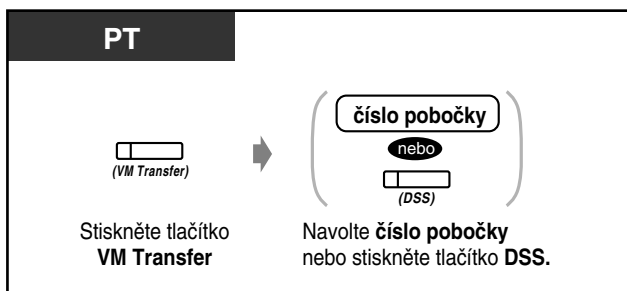 PT
číslo pobočky
nebo
(VM Transfer)
(DSS)
Stiskněte tlačítko
VM Transfer
Navolte číslo pobočky
nebo stiskněte tlačítko DSS.